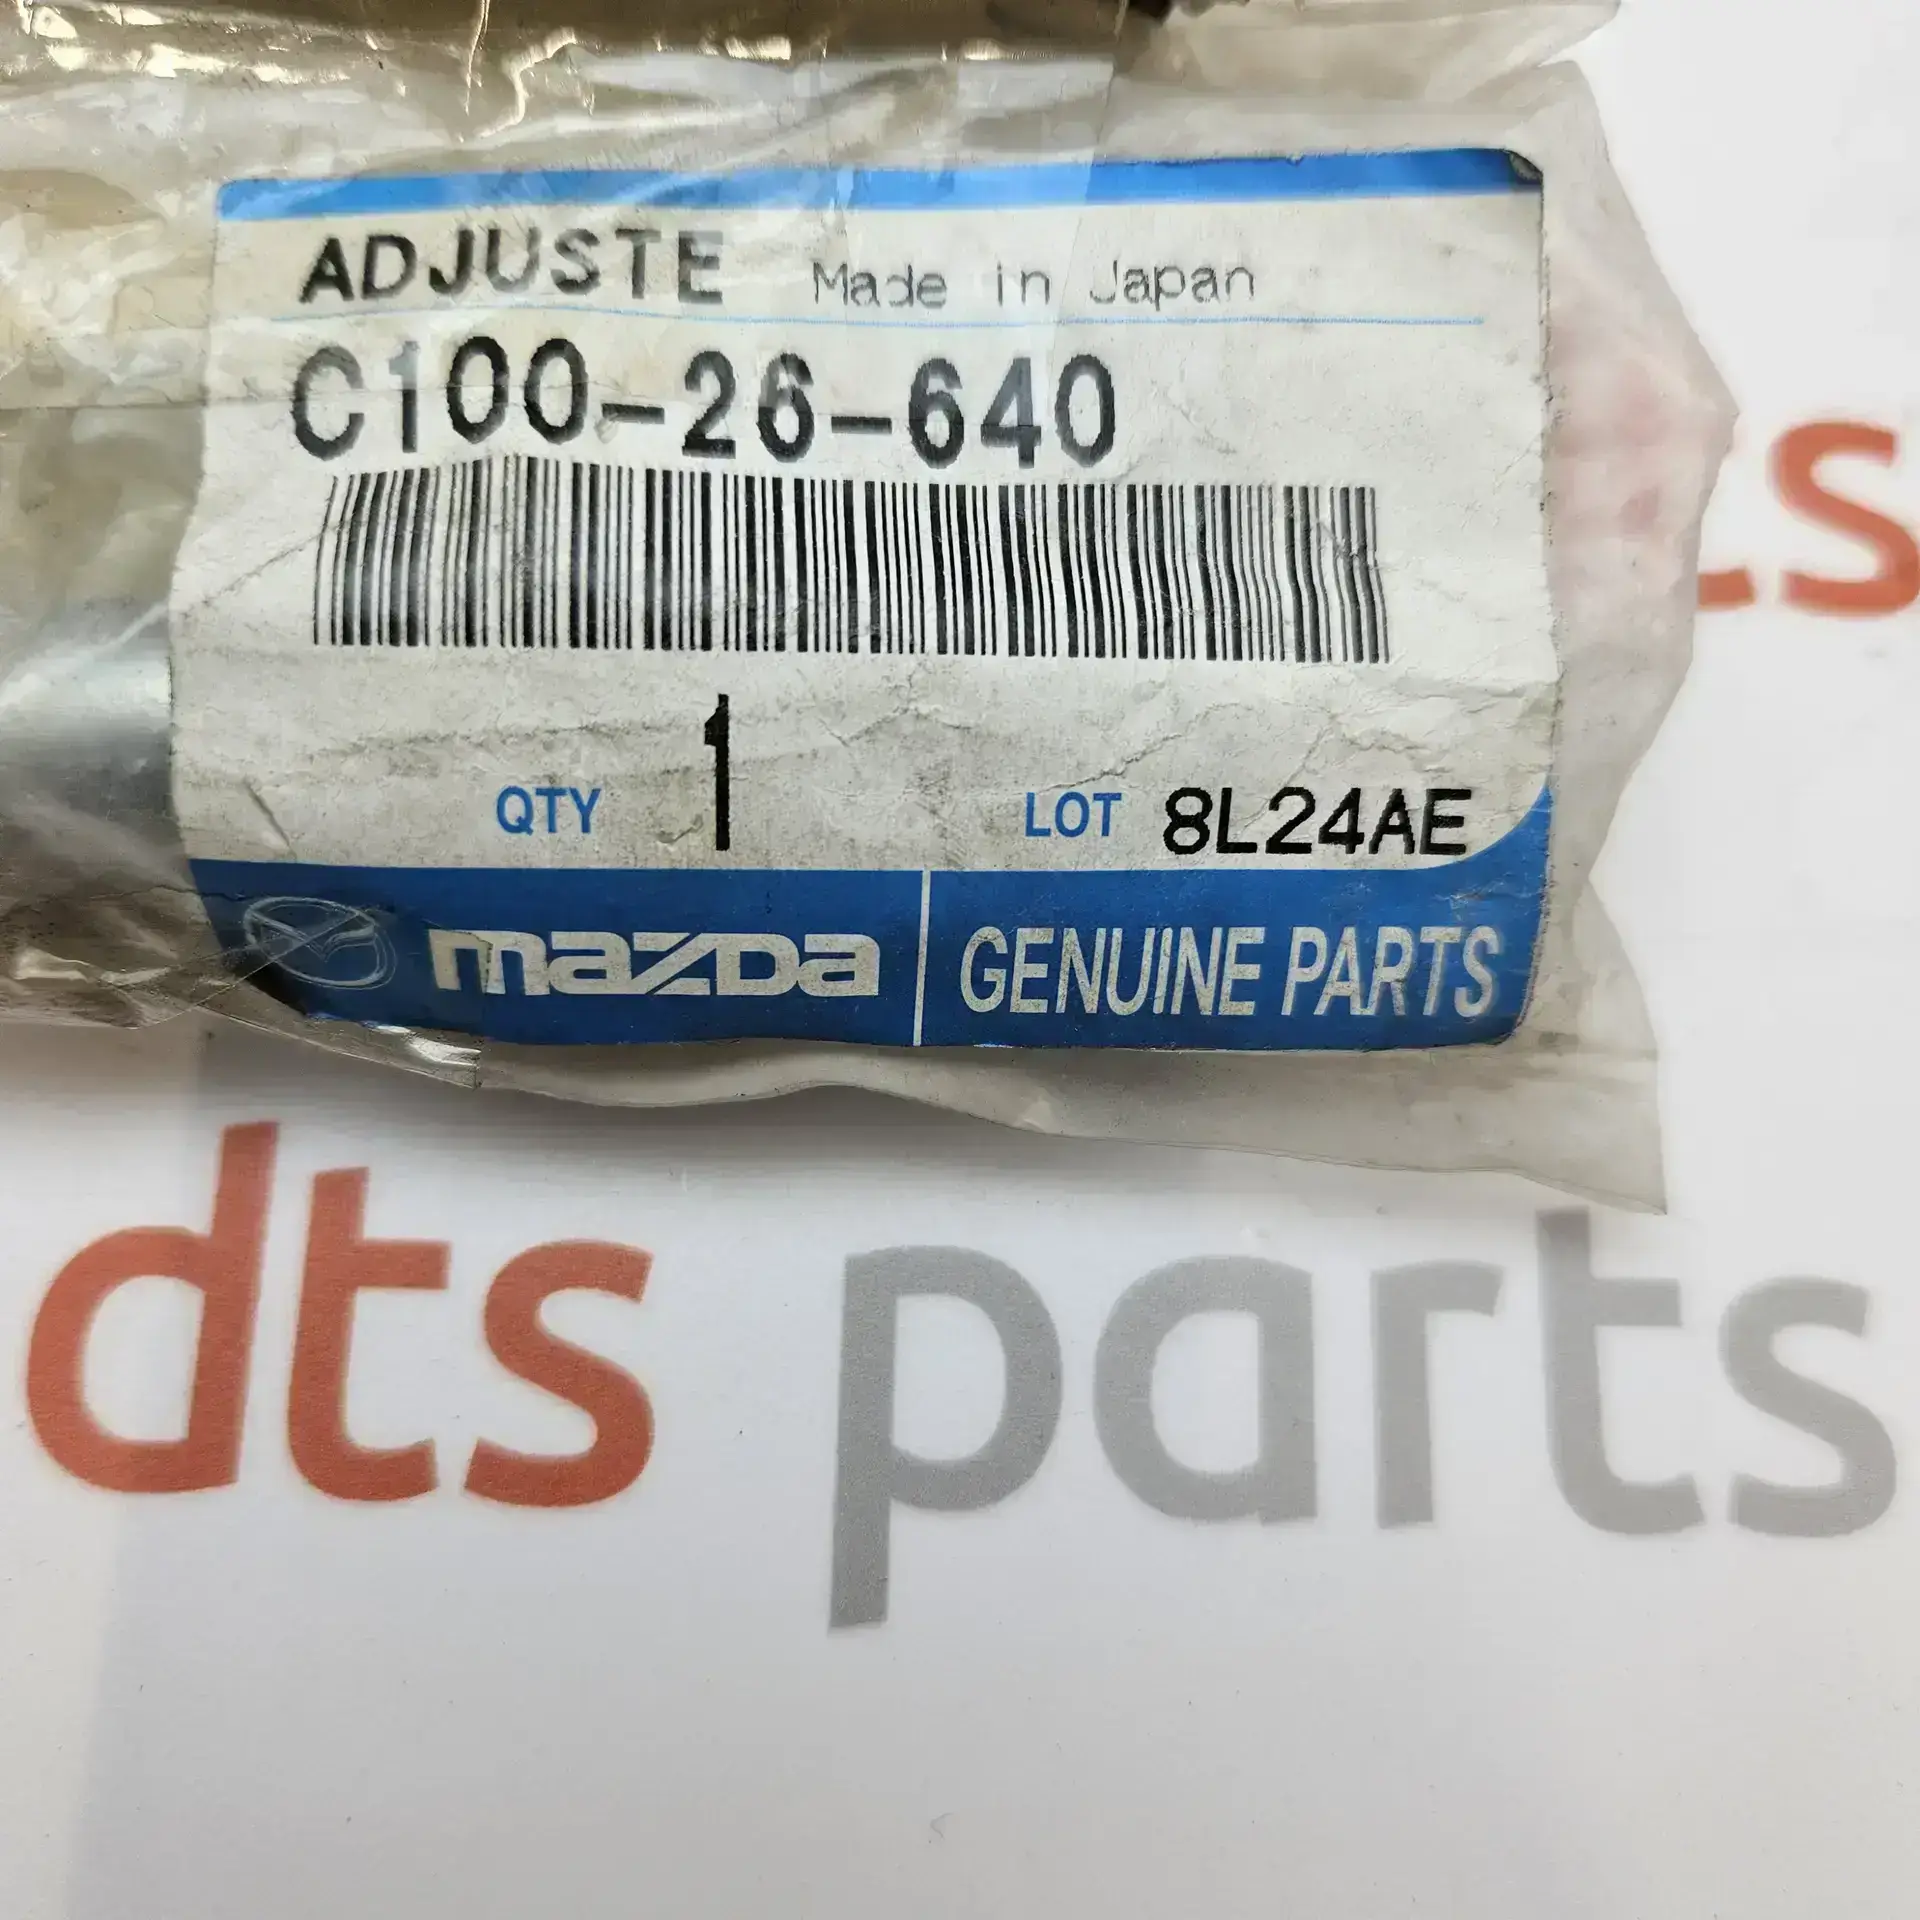 ADJUSTE Made in Japan
C100-26-640
QTY 1 LOT 8L24AE
mazda GENUINE PARTS
dts parts